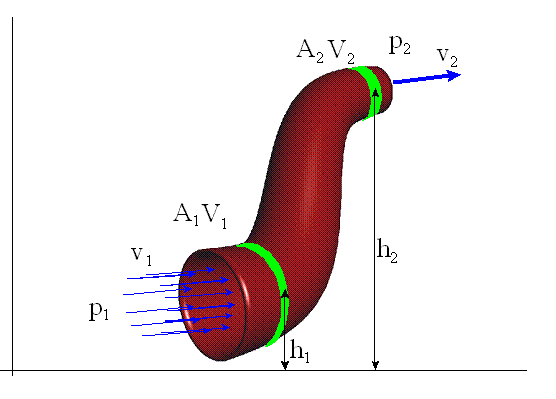 A₂V₂
p₂
v₂
A₁V₁
v₁
h₂
p₁
h₁